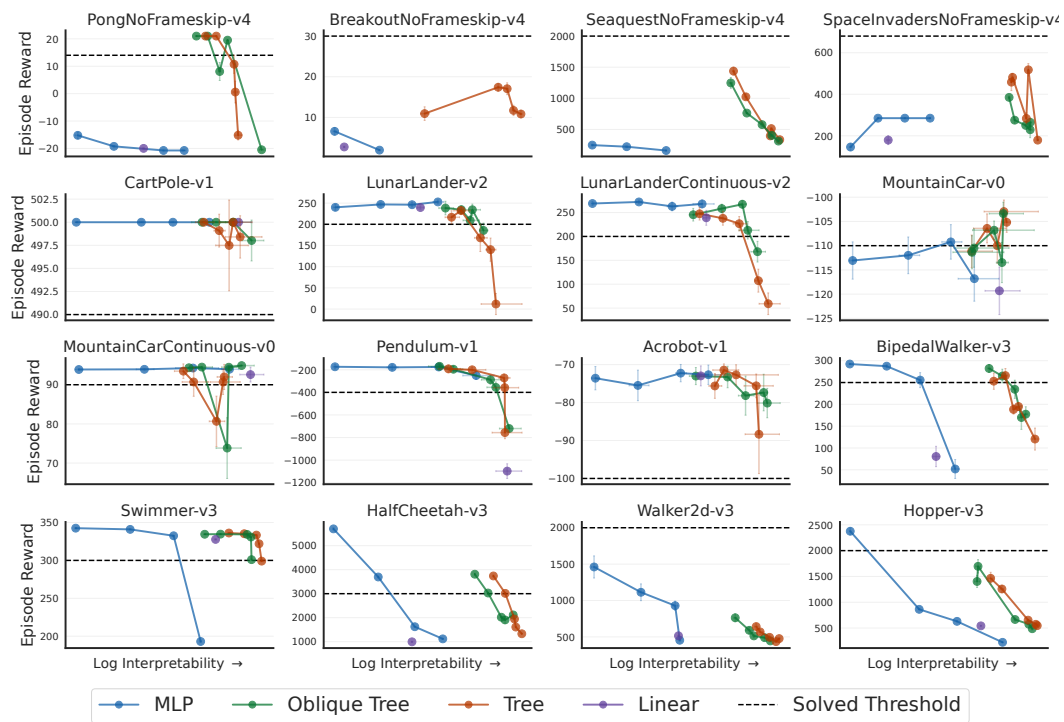 PongNoFrameskip-v4
BreakoutNoFrameskip-v4
SeaquestNoFrameskip-v4
SpaceInvadersNoFrameskip-v4
Episode Reward
20
10
0
−10
−20
30
20
10
2000
1500
1000
500
600
400
200
CartPole-v1
LunarLander-v2
LunarLanderContinuous-v2
MountainCar-v0
Episode Reward
502.5
500.0
497.5
495.0
492.5
490.0
250
200
150
100
50
0
250
200
150
100
50
−100
−105
−110
−115
−120
−125
MountainCarContinuous-v0
Pendulum-v1
Acrobot-v1
BipedalWalker-v3
Episode Reward
90
80
70
−200
−400
−600
−800
−1000
−1200
−70
−80
−90
−100
300
250
200
150
100
50
Swimmer-v3
HalfCheetah-v3
Walker2d-v3
Hopper-v3
Episode Reward
350
300
250
200
5000
4000
3000
2000
1000
2000
1500
1000
500
2500
2000
1500
1000
500
Log Interpretability →
Log Interpretability →
Log Interpretability →
Log Interpretability →
MLP
Oblique Tree
Tree
Linear
Solved Threshold